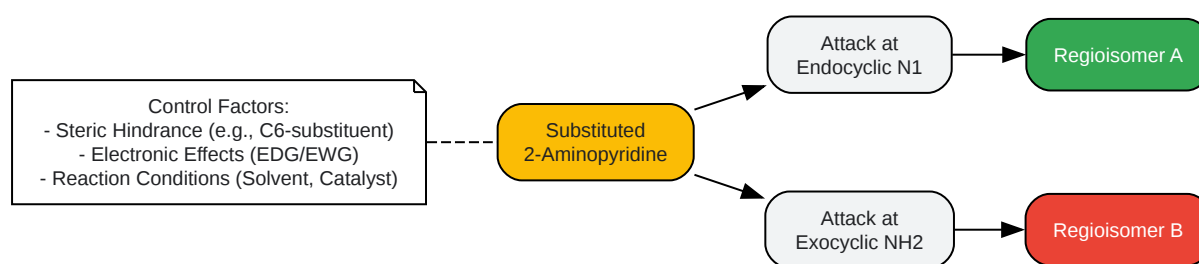 Control Factors:
- Steric Hindrance (e.g., C6-substituent)
- Electronic Effects (EDG/EWG)
- Reaction Conditions (Solvent, Catalyst)
Substituted
2-Aminopyridine
Attack at
Endocyclic N1
Regioisomer A
Attack at
Exocyclic NH2
Regioisomer B